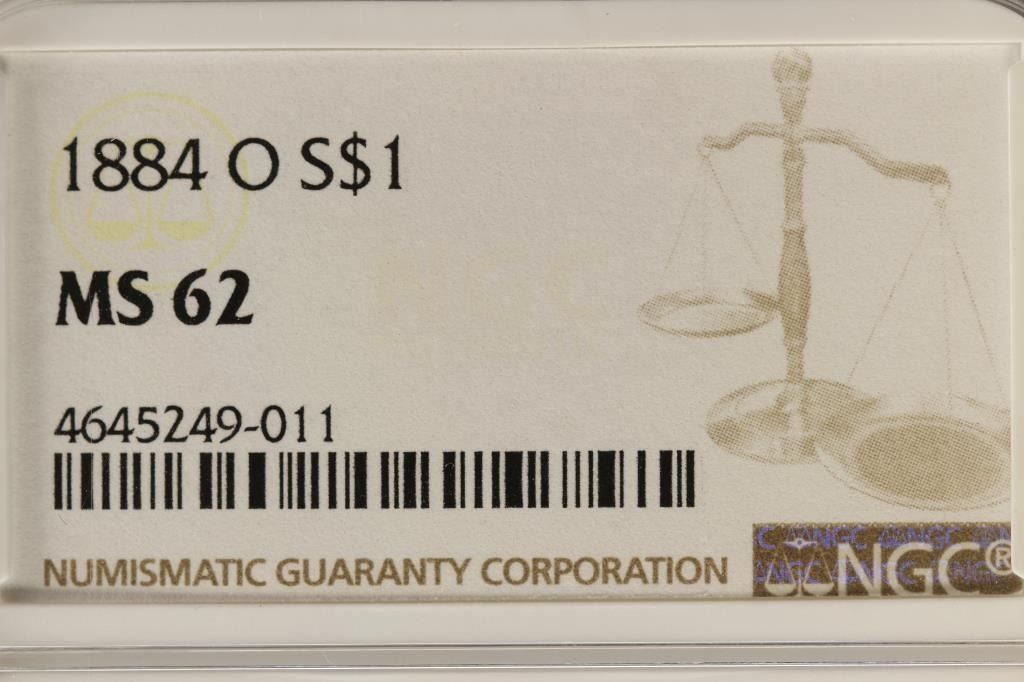 1884 O S$1
MS 62
4645249-011
NUMISMATIC GUARANTY CORPORATION
NGC®